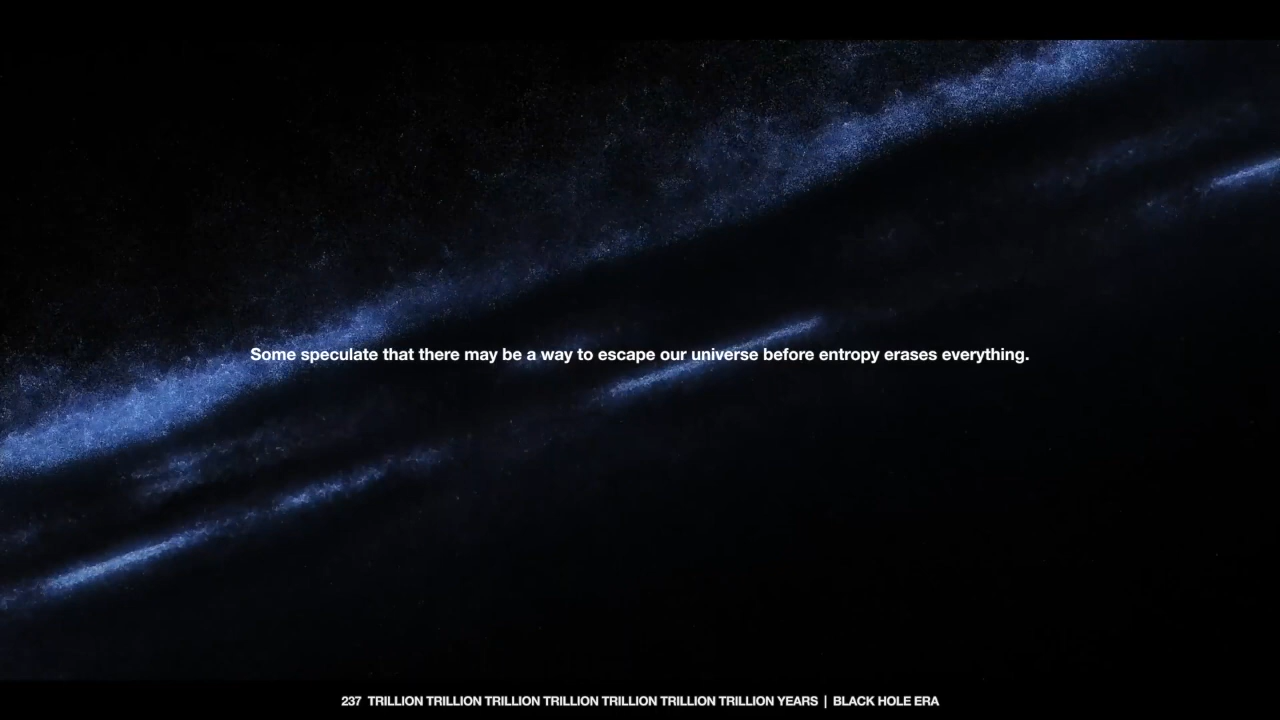 Some speculate that there may be a way to escape our universe before entropy erases everything.
237 TRILLION TRILLION TRILLION TRILLION TRILLION TRILLION TRILLION YEARS | BLACK HOLE ERA